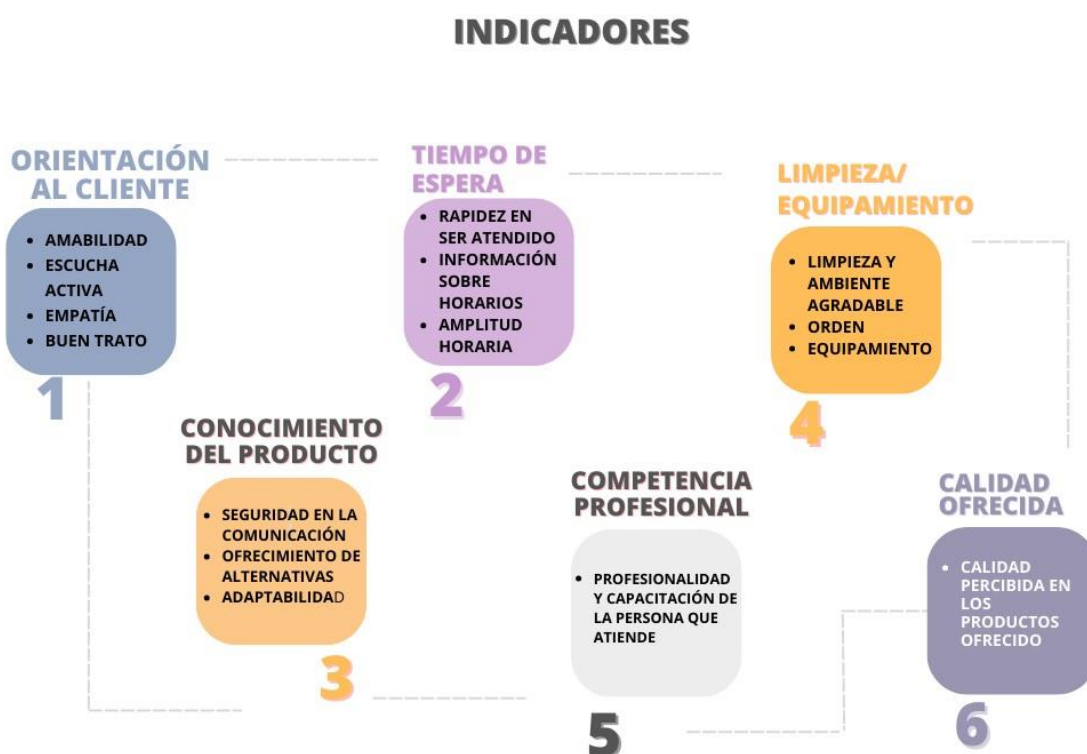 INDICADORES
ORIENTACIÓN
AL CLIENTE
• AMABILIDAD
• ESCUCHA
ACTIVA
• EMPATÍA
• BUEN TRATO
1
TIEMPO DE
ESPERA
• RAPIDEZ EN
SER ATENDIDO
• INFORMACIÓN
SOBRE
HORARIOS
• AMPLITUD
HORARIA
2
CONOCIMIENTO
DEL PRODUCTO
• SEGURIDAD EN LA
COMUNICACIÓN
• OFRECIMIENTO DE
ALTERNATIVAS
• ADAPTABILIDAD
3
LIMPIEZA/
EQUIPAMIENTO
• LIMPIEZA Y
AMBIENTE
AGRADABLE
• ORDEN
• EQUIPAMIENTO
4
COMPETENCIA
PROFESIONAL
• PROFESIONALIDAD
Y CAPACITACIÓN DE
LA PERSONA QUE
ATIENDE
5
CALIDAD
OFRECIDA
• CALIDAD
PERCIBIDA EN
LOS
PRODUCTOS
OFRECIDO
6